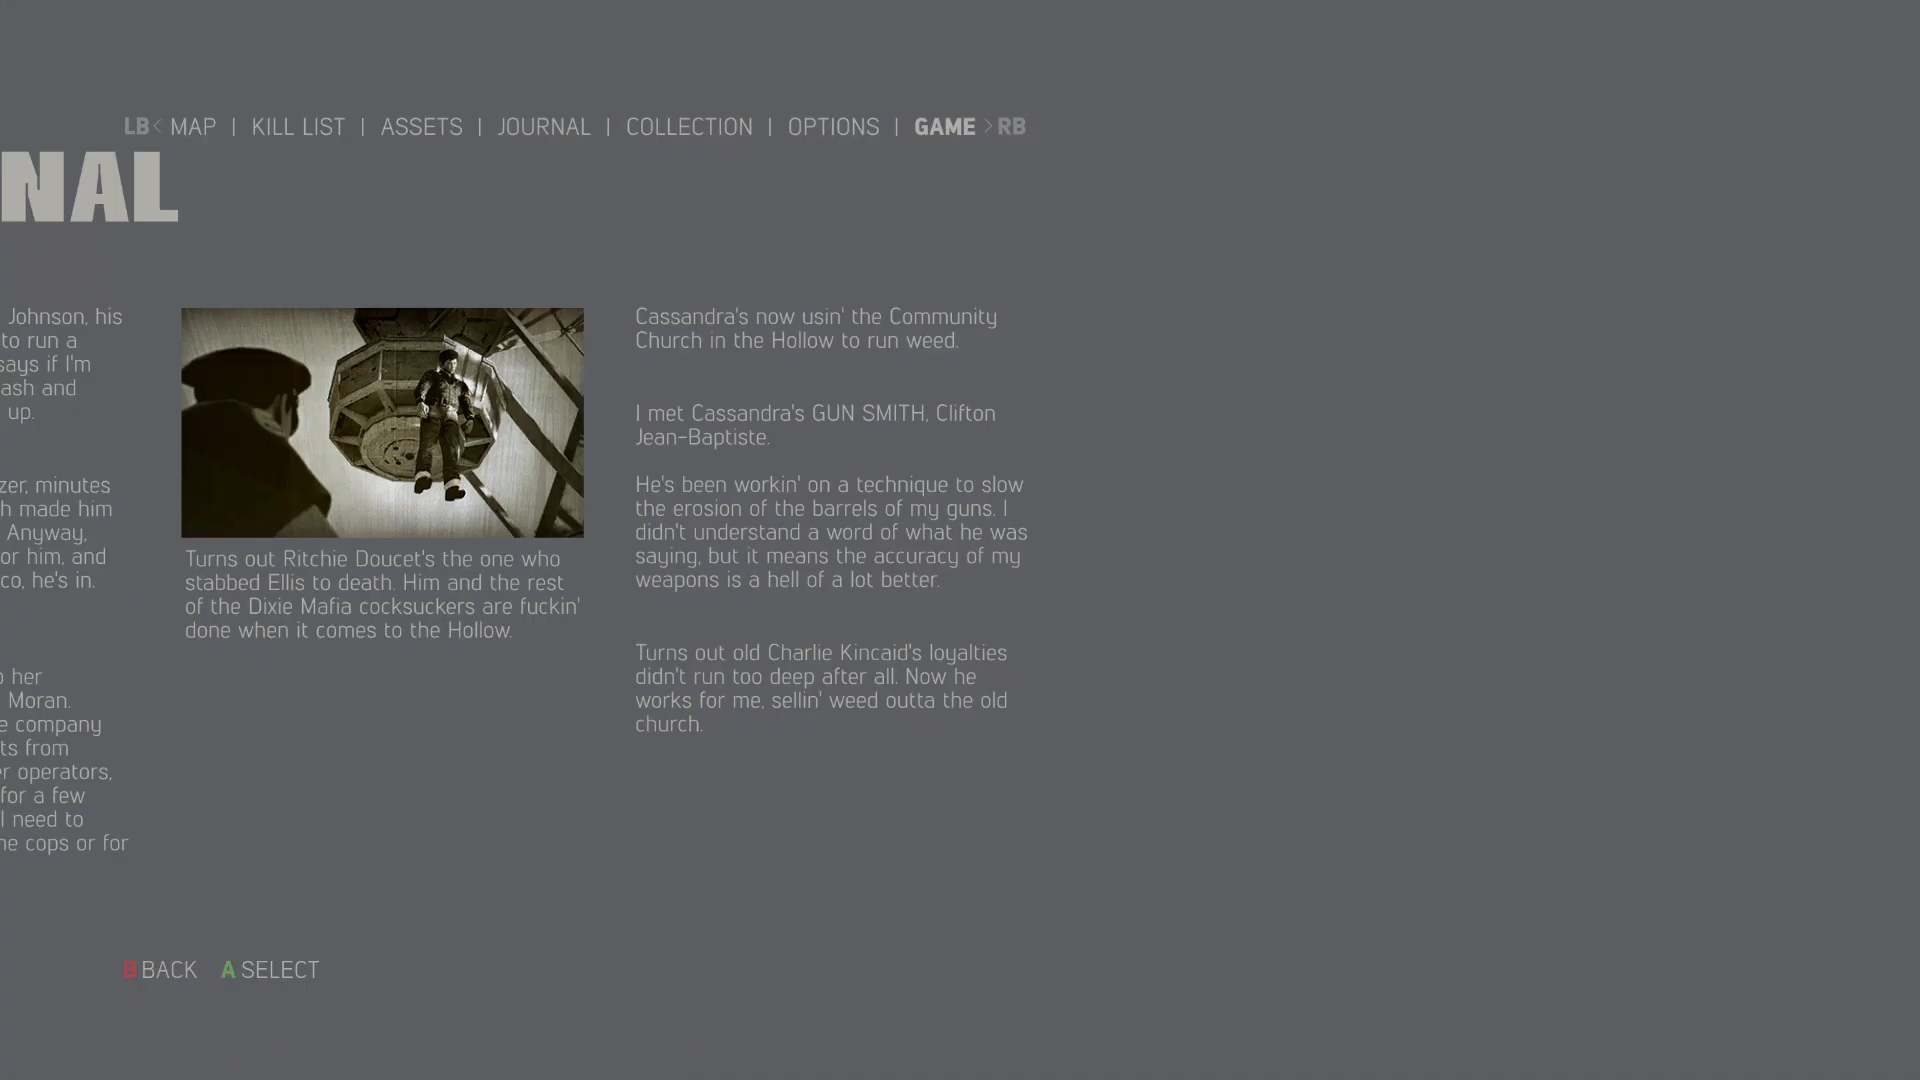 LB< MAP | KILL LIST | ASSETS | JOURNAL | COLLECTION | OPTIONS | GAME >RB
NAL
Johnson, his
to run a
says if I'm
ash and
up.
zer, minutes
h made him
Anyway,
or him, and
co, he's in.
her
Moran.
e company
ts from
er operators,
for a few
I need to
he cops or for
Turns out Ritchie Doucet's the one who
stabbed Ellis to death. Him and the rest
of the Dixie Mafia cocksuckers are fuckin'
done when it comes to the Hollow.
Cassandra's now usin' the Community
Church in the Hollow to run weed.
I met Cassandra's GUN SMITH, Clifton
Jean-Baptiste.
He's been workin' on a technique to slow
the erosion of the barrels of my guns. I
didn't understand a word of what he was
saying, but it means the accuracy of my
weapons is a hell of a lot better.
Turns out old Charlie Kincaid's loyalties
didn't run too deep after all. Now he
works for me, sellin' weed outta the old
church.
B BACK A SELECT